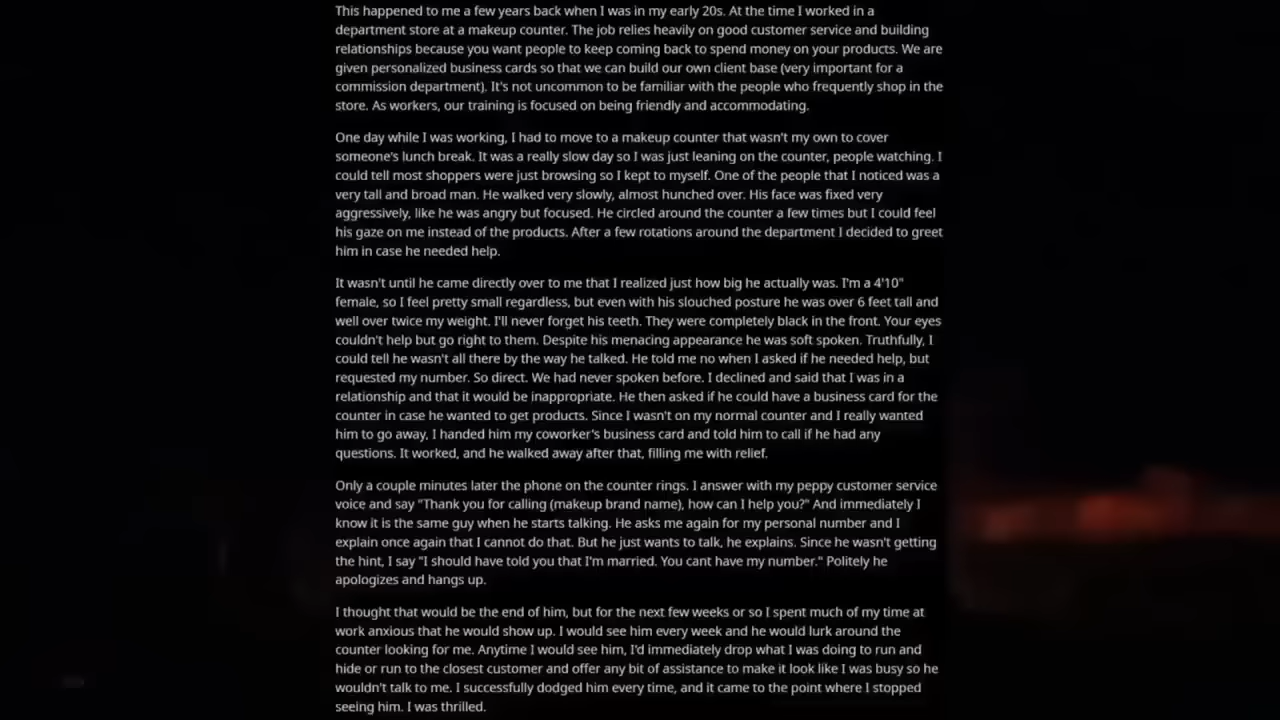 This happened to me a few years back when I was in my early 20s. At the time I worked in a
department store at a makeup counter. The job relies heavily on good customer service and building
relationships because you want people to keep coming back to spend money on your products. We are
given personalized business cards so that we can build our own client base (very important for a
commission department). It's not uncommon to be familiar with the people who frequently shop in the
store. As workers, our training is focused on being friendly and accommodating.
One day while I was working, I had to move to a makeup counter that wasn't my own to cover
someone's lunch break. It was a really slow day so I was just leaning on the counter, people watching. I
could tell most shoppers were just browsing so I kept to myself. One of the people that I noticed was a
very tall and broad man. He walked very slowly, almost hunched over. His face was fixed very
aggressively, like he was angry but focused. He circled around the counter a few times but I could feel
his gaze on me instead of the products. After a few rotations around the department I decided to greet
him in case he needed help.
It wasn't until he came directly over to me that I realized just how big he actually was. I'm a 4'10"
female, so I feel pretty small regardless, but even with his slouched posture he was over 6 feet tall and
well over twice my weight. I'll never forget his teeth. They were completely black in the front. Your eyes
couldn't help but go right to them. Despite his menacing appearance he was soft spoken. Truthfully, I
could tell he wasn't all there by the way he talked. He told me no when I asked if he needed help, but
requested my number. So direct. We had never spoken before. I declined and said that I was in a
relationship and that it would be inappropriate. He then asked if he could have a business card for the
counter in case he wanted to get products. Since I wasn't on my normal counter and I really wanted
him to go away, I handed him my coworker's business card and told him to call if he had any
questions. It worked, and he walked away after that, filling me with relief.
Only a couple minutes later the phone on the counter rings. I answer with my peppy customer service
voice and say "Thank you for calling (makeup brand name), how can I help you?" And immediately I
know it is the same guy when he starts talking. He asks me again for my personal number and I
explain once again that I cannot do that. But he just wants to talk, he explains. Since he wasn't getting
the hint, I say "I should have told you that I'm married. You cant have my number." Politely he
apologizes and hangs up.
I thought that would be the end of him, but for the next few weeks or so I spent much of my time at
work anxious that he would show up. I would see him every week and he would lurk around the
counter looking for me. Anytime I would see him, I'd immediately drop what I was doing to run and
hide or run to the closest customer and offer any bit of assistance to make it look like I was busy so he
wouldn't talk to me. I successfully dodged him every time, and it came to the point where I stopped
seeing him. I was thrilled.